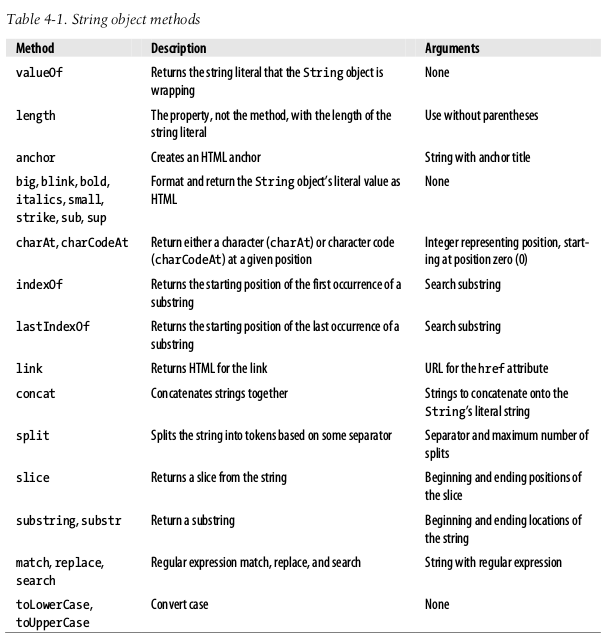 Table 4-1. String object methods
Method Description Arguments
valueOf Returns the string literal that the String object is None
wrapping
length The property, not the method, with the length of the Use without parentheses
string literal
anchor Creates an HTML anchor String with anchor title
big, blink, bold, Format and return the String object's literal value as None
italics, small, HTML
strike, sub, sup
charAt, charCodeAt Return either a character (charAt) or character code Integer representing position, start-
(charCodeAt) at a given position ing at position zero (0)
indexOf Returns the starting position of the first occurrence of a Search substring
substring
lastIndexOf Returns the starting position of the last occurrence of a Search substring
substring
link Returns HTML for the link URL for the href attribute
concat Concatenates strings together Strings to concatenate onto the
String's literal string
split Splits the string into tokens based on some separator Separator and maximum number of
splits
slice Returns a slice from the string Beginning and ending positions of
the slice
substring, substr Return a substring Beginning and ending locations of
the string
match, replace, Regular expression match, replace, and search String with regular expression
search
toLowerCase, Convert case None
toUpperCase